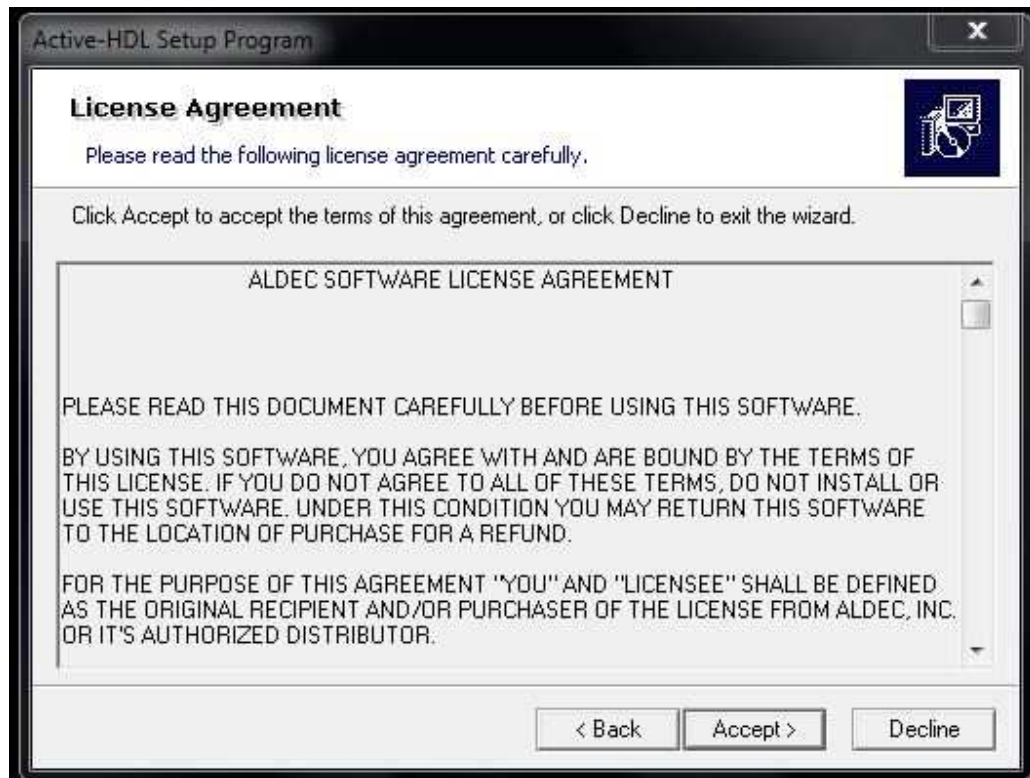 Active-HDL Setup Program
License Agreement
Please read the following license agreement carefully.
Click Accept to accept the terms of this agreement, or click Decline to exit the wizard.
ALDEC SOFTWARE LICENSE AGREEMENT
PLEASE READ THIS DOCUMENT CAREFULLY BEFORE USING THIS SOFTWARE.
BY USING THIS SOFTWARE, YOU AGREE WITH AND ARE BOUND BY THE TERMS OF
THIS LICENSE. IF YOU DO NOT AGREE TO ALL OF THESE TERMS, DO NOT INSTALL OR
USE THIS SOFTWARE. UNDER THIS CONDITION YOU MAY RETURN THIS SOFTWARE
TO THE LOCATION OF PURCHASE FOR A REFUND.
FOR THE PURPOSE OF THIS AGREEMENT "YOU" AND "LICENSEE" SHALL BE DEFINED
AS THE ORIGINAL RECIPIENT AND/OR PURCHASER OF THE LICENSE FROM ALDEC, INC.
OR IT'S AUTHORIZED DISTRIBUTOR.
< Back Accept > Decline